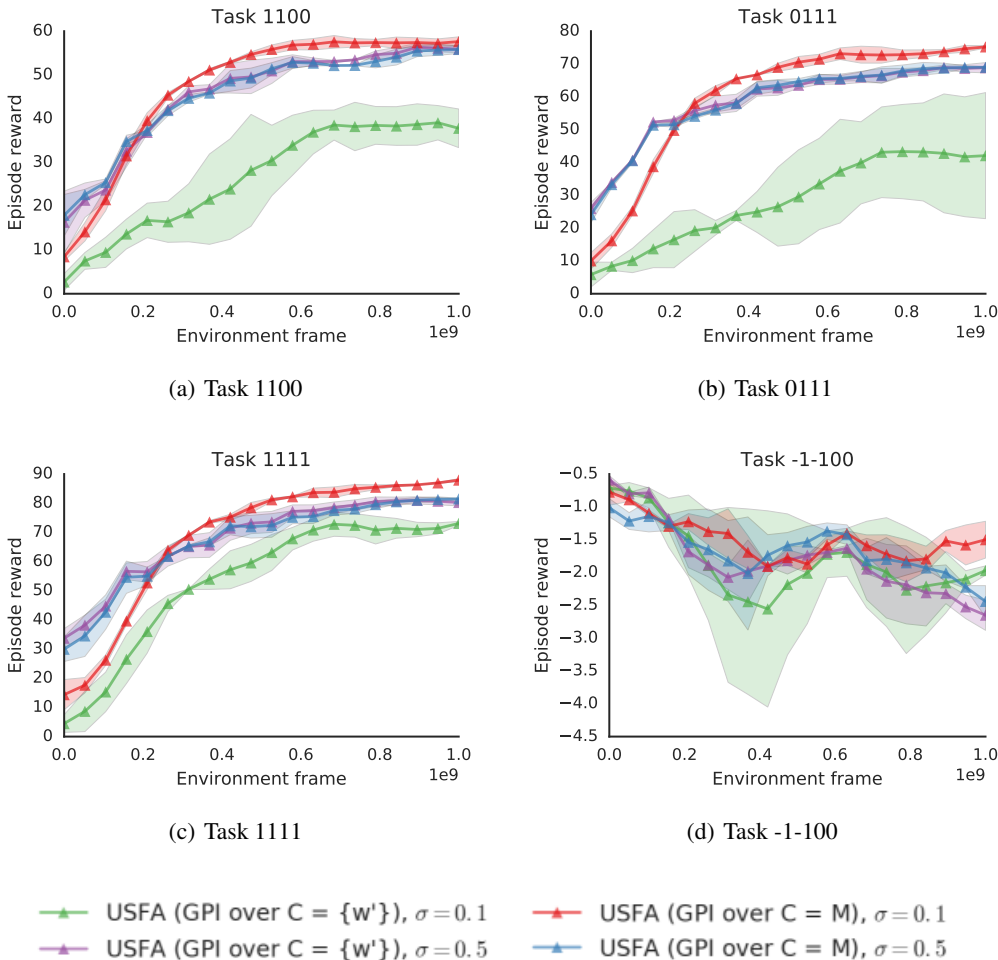 Task 1100
Task 0111
60
50
40
30
20
10
0
Episode reward
0.0 0.2 0.4 0.6 0.8 1.0
1e9
Environment frame
80
70
60
50
40
30
20
10
0
Episode reward
0.0 0.2 0.4 0.6 0.8 1.0
1e9
Environment frame
(a) Task 1100
(b) Task 0111
Task 1111
Task -1-100
90
80
70
60
50
40
30
20
10
0
Episode reward
0.0 0.2 0.4 0.6 0.8 1.0
1e9
Environment frame
−0.5
−1.0
−1.5
−2.0
−2.5
−3.0
−3.5
−4.0
−4.5
Episode reward
0.0 0.2 0.4 0.6 0.8 1.0
1e9
Environment frame
(c) Task 1111
(d) Task -1-100
USFA (GPI over C = {w'}), σ = 0.1
USFA (GPI over C = M), σ = 0.1
USFA (GPI over C = {w'}), σ = 0.5
USFA (GPI over C = M), σ = 0.5